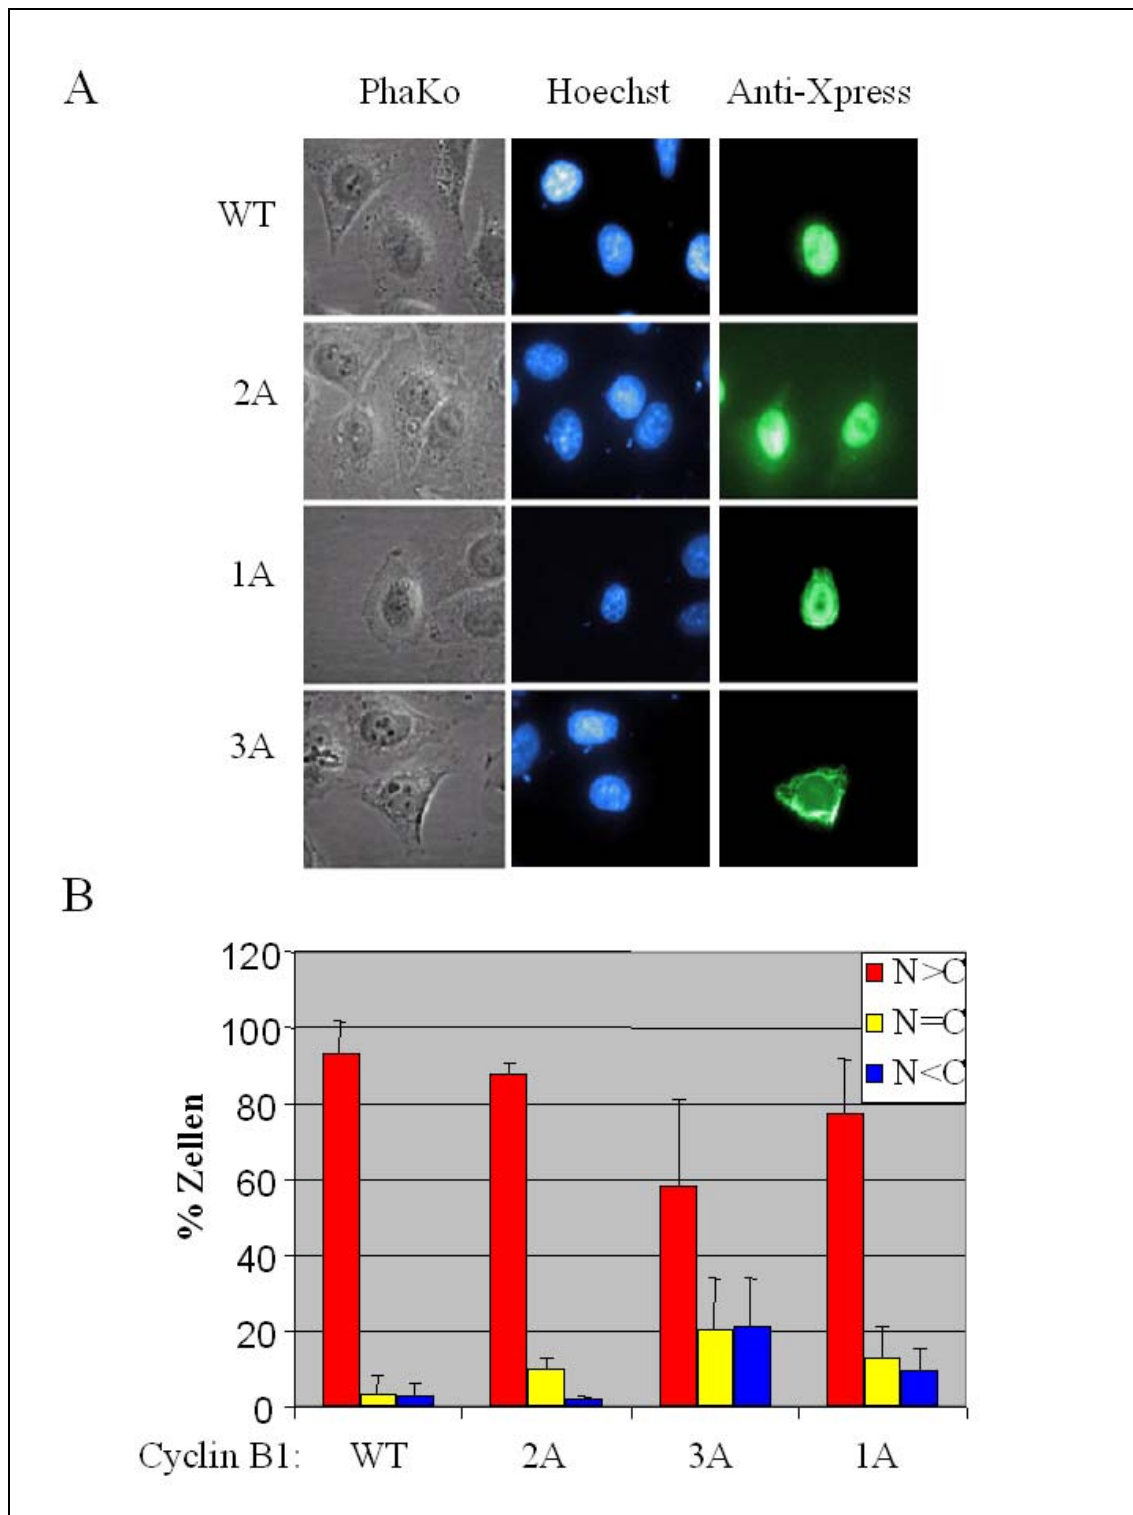 A
PhaKo Hoechst Anti-Xpress
WT
2A
1A
3A
B
120
100
80
60
40
20
0
% Zellen
N>C
N=C
N<C
Cyclin B1: WT 2A 3A 1A